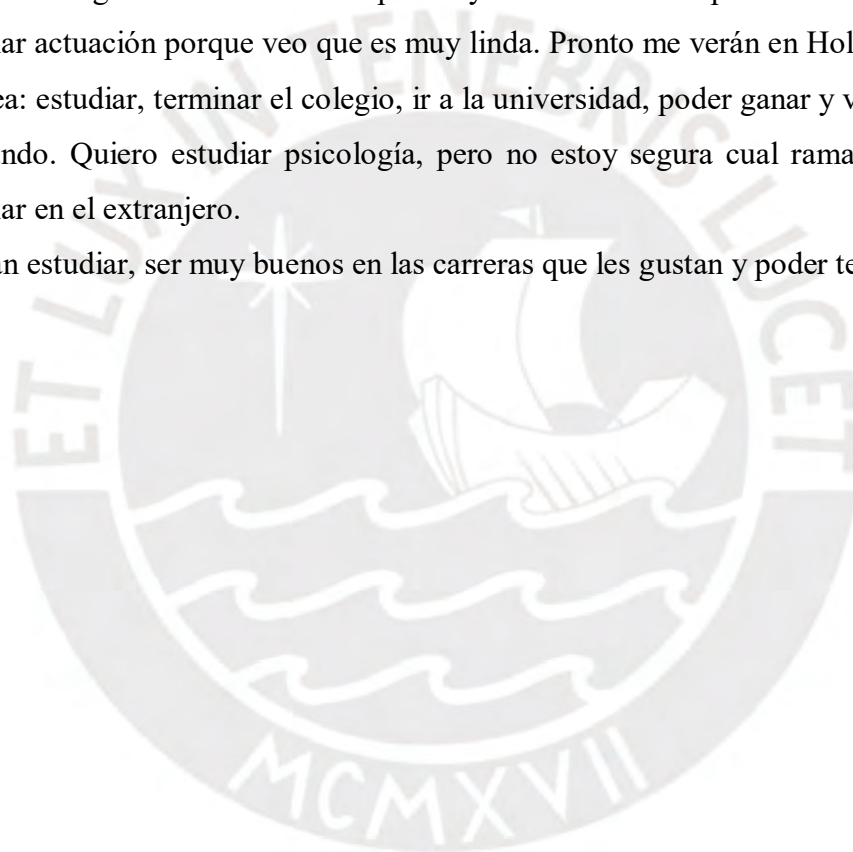 ar actuación porque veo que es muy linda. Pronto me verán en Hol
ea: estudiar, terminar el colegio, ir a la universidad, poder ganar y v
ndo. Quiero estudiar psicología, pero no estoy segura cual rama
ar en el extranjero.
n estudiar, ser muy buenos en las carreras que les gustan y poder te
ET LUX IN TENEBRIS LUCET
MCMXVII